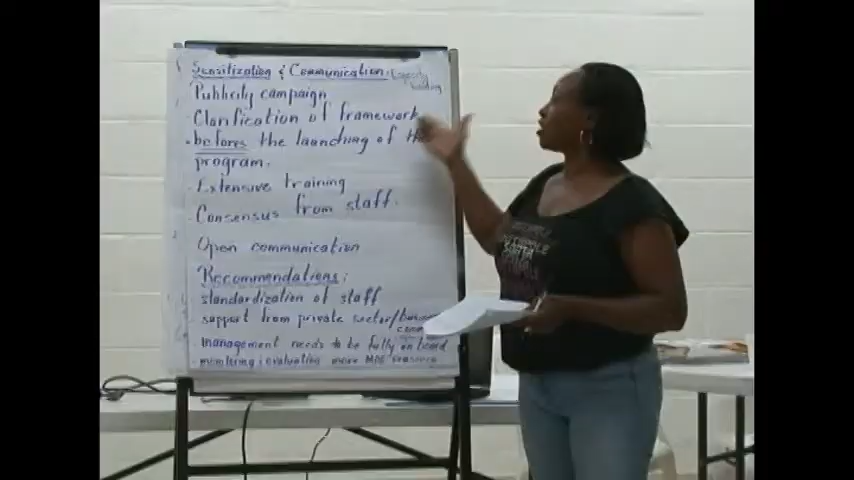 Sensitization & Communication: Capacity
building
Publicity campaign
Clarification of framework
before the launching of the
program.
Extensive training
Consensus from staff.
Open communication
Recommendations:
standardization of staff
support from private sector/
management needs to be fully on board
monitoring & evaluation more M&E